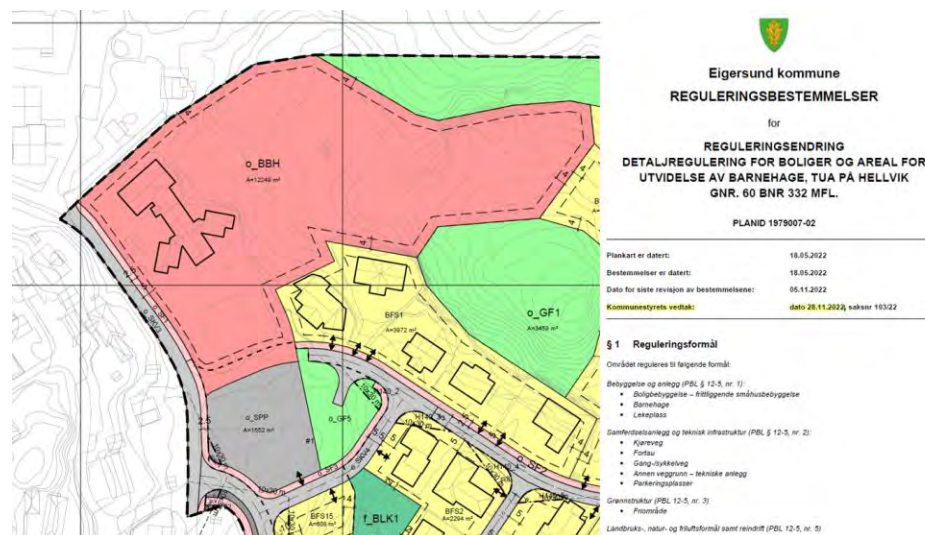 o_BBH
A=12249 m²
BFS1
A=3972 m²
o_GF1
A=3469 m²
o_SPP
A=1552 m²
o_GF5
#1
2.5
BFS15
f_BLK1
BFS2
A=2294 m²
Eigersund kommune
REGULERINGSBESTEMMELSER
for
REGULERINGSENDRING
DETALJREGULERING FOR BOLIGER OG AREAL FOR
UTVIDELSE AV BARNEHAGE, TUA PÅ HELLVIK
GNR. 60 BNR 332 MFL.
PLANID 1979007-02
Plankart er datert: 18.05.2022
Bestemmelser er datert: 18.05.2022
Dato for siste revisjon av bestemmelsene: 05.11.2022
Kommunestyrets vedtak: dato 28.11.2022, saksnr 103/22
§ 1 Reguleringsformål
Området reguleres til følgende formål:
Bebyggelse og anlegg (PBL § 12-5, nr. 1):
• Boligbebyggelse – frittliggende småhusbebyggelse
• Barnehage
• Lekeplass
Samferdselsanlegg og teknisk infrastruktur (PBL § 12-5, nr. 2):
• Kjøreveg
• Fortau
• Gang-/sykkelveg
• Annen veggrunn – tekniske anlegg
• Parkeringsplasser
Grønnstruktur (PBL 12-5, nr. 3)
• Friområde
Landbruks-, natur- og friluftsformål samt reindrift (PBL 12-5, nr. 5)